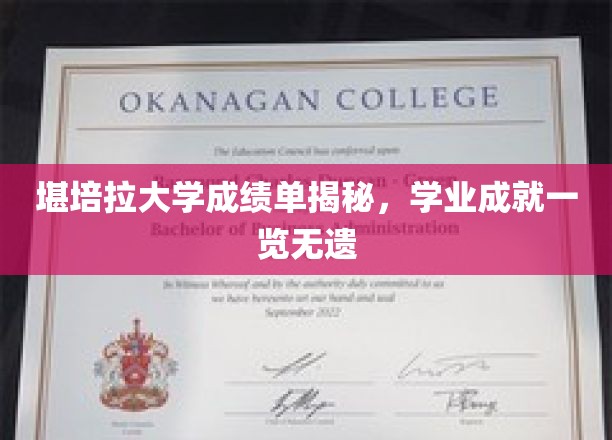 OKANAGAN COLLEGE
The Education Council has conferred upon
堪培拉大学成绩单揭秘，学业成就一
览无遗
Bachelor of Business Administration
In Witness Whereof and by the authority duly committed to us
we have hereunto set our hand and seal
September 2022